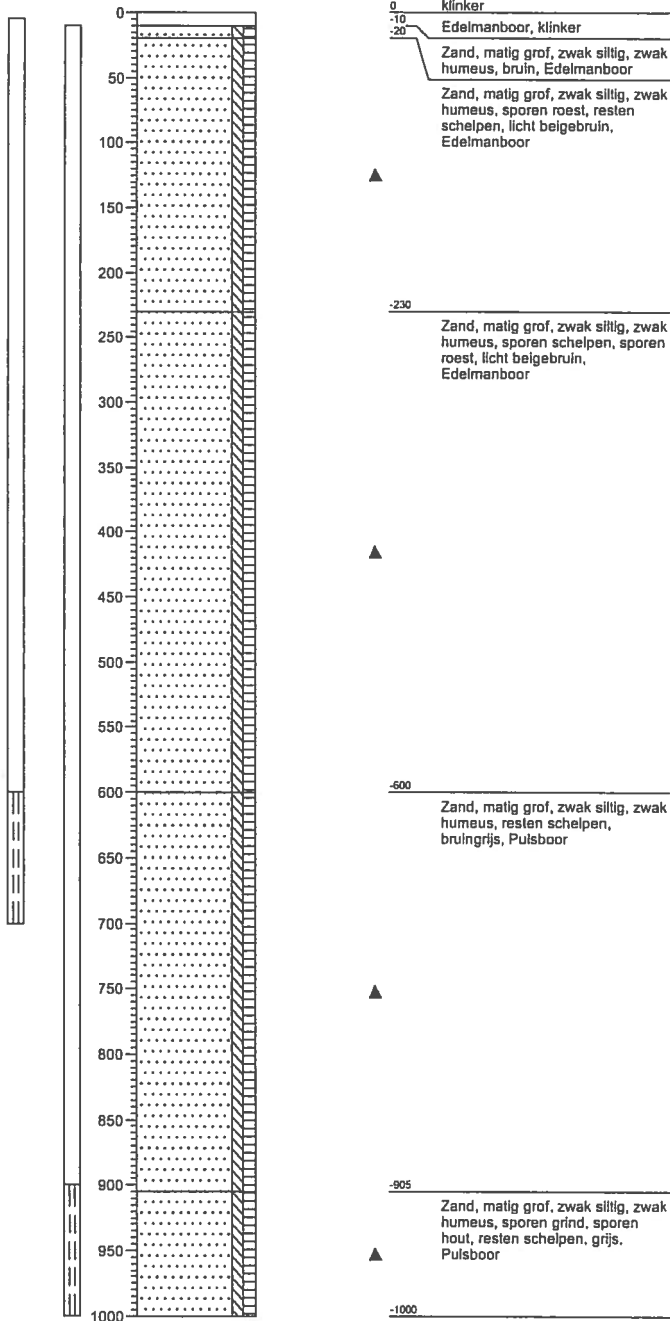 0
50
100
150
200
250
300
350
400
450
500
550
600
650
700
750
800
850
900
950
1000
0
klinker
-10
Edelmanboor, klinker
-20
Zand, matig grof, zwak siltig, zwak
humeus, bruin, Edelmanboor
Zand, matig grof, zwak siltig, zwak
humeus, sporen roest, resten
schelpen, licht beigebruin,
Edelmanboor
-230
Zand, matig grof, zwak siltig, zwak
humeus, sporen schelpen, sporen
roest, licht beigebruin,
Edelmanboor
-600
Zand, matig grof, zwak siltig, zwak
humeus, resten schelpen,
bruingrijs, Pulsboor
-905
Zand, matig grof, zwak siltig, zwak
humeus, sporen grind, sporen
hout, resten schelpen, grijs,
Pulsboor
-1000